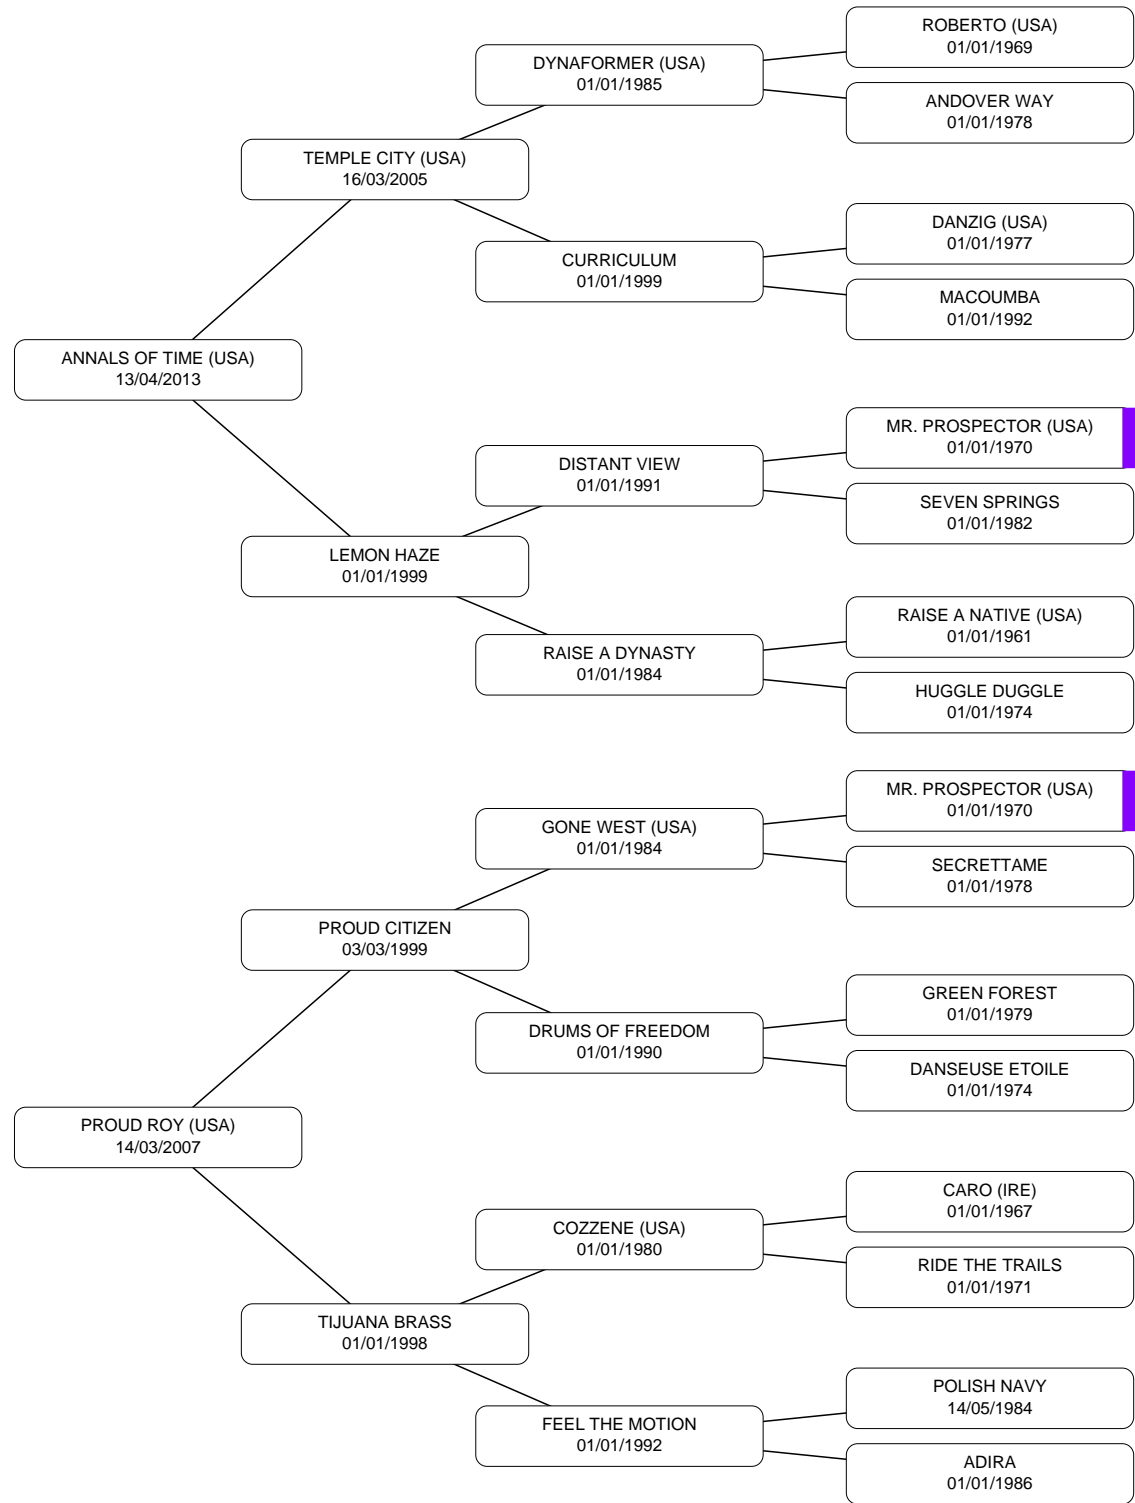 ROBERTO (USA)
01/01/1969
DYNAFORMER (USA)
01/01/1985
ANDOVER WAY
01/01/1978
TEMPLE CITY (USA)
16/03/2005
DANZIG (USA)
01/01/1977
CURRICULUM
01/01/1999
MACOUMBA
01/01/1992
ANNALS OF TIME (USA)
13/04/2013
MR. PROSPECTOR (USA)
01/01/1970
DISTANT VIEW
01/01/1991
SEVEN SPRINGS
01/01/1982
LEMON HAZE
01/01/1999
RAISE A NATIVE (USA)
01/01/1961
RAISE A DYNASTY
01/01/1984
HUGGLE DUGGLE
01/01/1974
MR. PROSPECTOR (USA)
01/01/1970
GONE WEST (USA)
01/01/1984
SECRETTAME
01/01/1978
PROUD CITIZEN
03/03/1999
GREEN FOREST
01/01/1979
DRUMS OF FREEDOM
01/01/1990
DANSEUSE ETOILE
01/01/1974
PROUD ROY (USA)
14/03/2007
CARO (IRE)
01/01/1967
COZZENE (USA)
01/01/1980
RIDE THE TRAILS
01/01/1971
TIJUANA BRASS
01/01/1998
POLISH NAVY
14/05/1984
FEEL THE MOTION
01/01/1992
ADIRA
01/01/1986